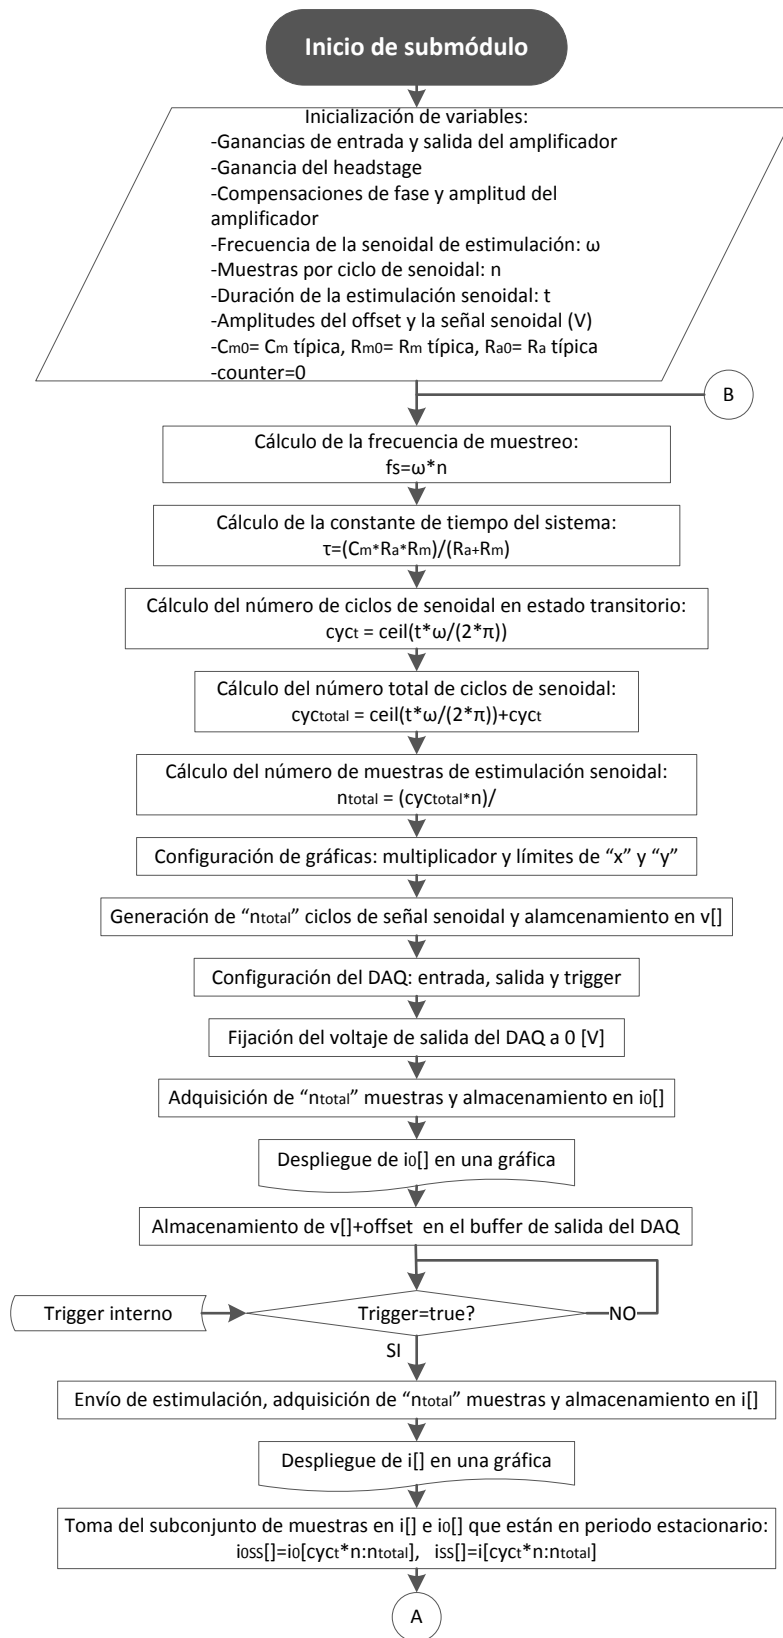 Inicio de submódulo
Inicialización de variables:
-Ganancias de entrada y salida del amplificador
-Ganancia del headstage
-Compensaciones de fase y amplitud del
amplificador
-Frecuencia de la senoidal de estimulación: ω
-Muestras por ciclo de senoidal: n
-Duración de la estimulación senoidal: t
-Amplitudes del offset y la señal senoidal (V)
-Cm0= Cm típica, Rm0= Rm típica, Ra0= Ra típica
-counter=0
B
Cálculo de la frecuencia de muestreo:
fs=ω*n
Cálculo de la constante de tiempo del sistema:
τ=(Cm*Ra*Rm)/(Ra+Rm)
Cálculo del número de ciclos de senoidal en estado transitorio:
cyct = ceil(t*ω/(2*π))
Cálculo del número total de ciclos de senoidal:
cyctotal = ceil(t*ω/(2*π))+cyct
Cálculo del número de muestras de estimulación senoidal:
ntotal = (cyctotal*n)/
Configuración de gráficas: multiplicador y límites de “x” y “y”
Generación de “ntotal” ciclos de señal senoidal y alamcenamiento en v[]
Configuración del DAQ: entrada, salida y trigger
Fijación del voltaje de salida del DAQ a 0 [V]
Adquisición de “ntotal” muestras y almacenamiento en i0[]
Despliegue de i0[] en una gráfica
Almacenamiento de v[]+offset en el buffer de salida del DAQ
Trigger interno
Trigger=true?
NO
SI
Envío de estimulación, adquisición de “ntotal” muestras y almacenamiento en i[]
Despliegue de i[] en una gráfica
Toma del subconjunto de muestras en i[] e i0[] que están en periodo estacionario:
i0SS[]=i0[cyct*n:ntotal], iss[]=i[cyct*n:ntotal]
A